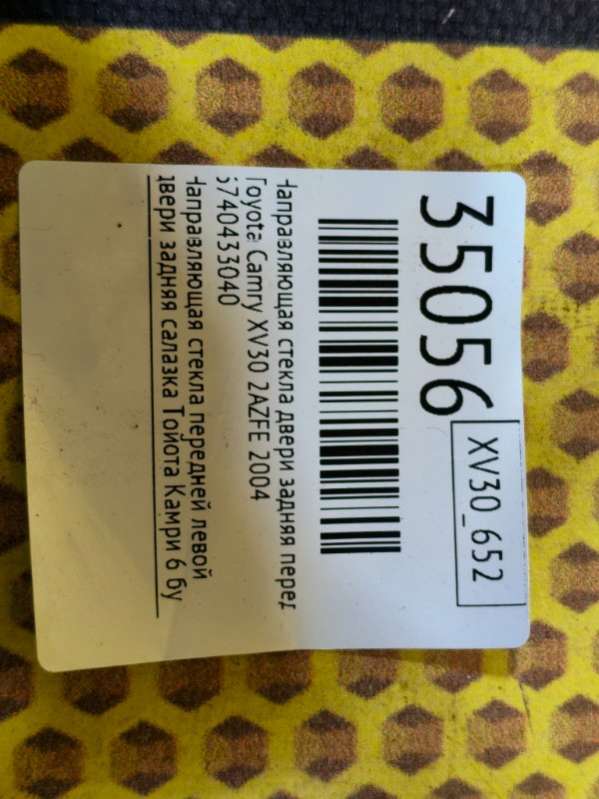 35056
XV30_652
Направляющая стекла двери задняя перед
Toyota Camry XV30 2AZFE 2004
6740433040
Направляющая стекла передней левой
двери задняя салазка Тойота Камри 6 бу